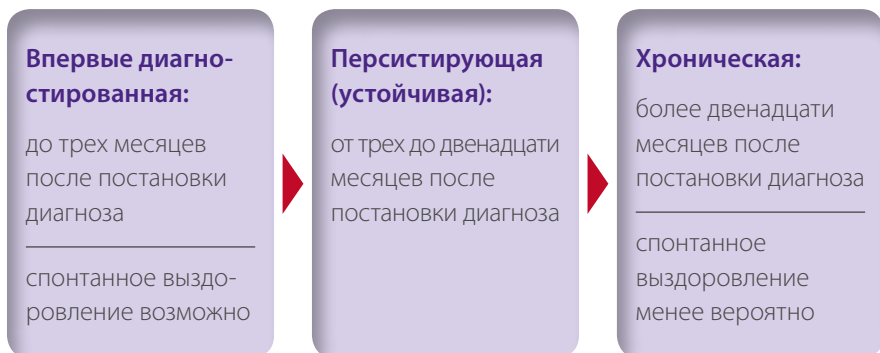 Впервые диагно-
стированная:
до трех месяцев
после постановки
диагноза
спонтанное выздо-
ровление возможно
Персистирующая
(устойчивая):
от трех до двенадцати
месяцев после
постановки диагноза
Хроническая:
более двенадцати
месяцев после
постановки диагноза
спонтанное
выздоровление
менее вероятно